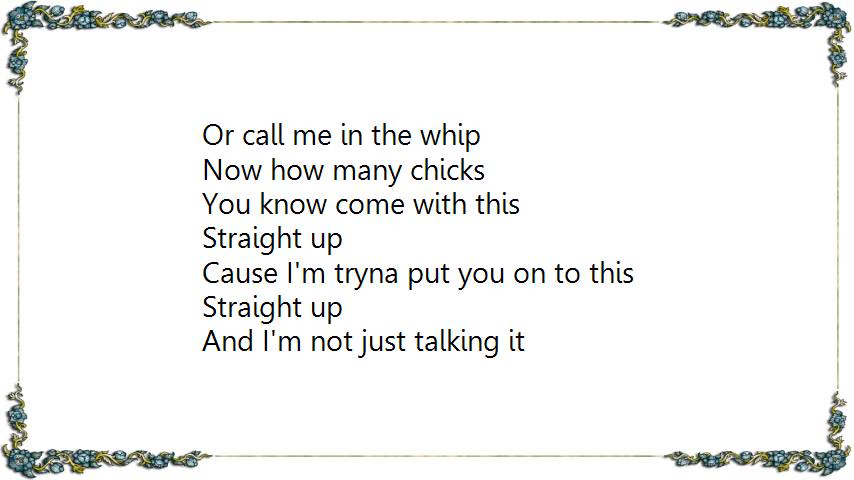 Or call me in the whip
Now how many chicks
You know come with this
Straight up
Cause I'm tryna put you on to this
Straight up
And I'm not just talking it